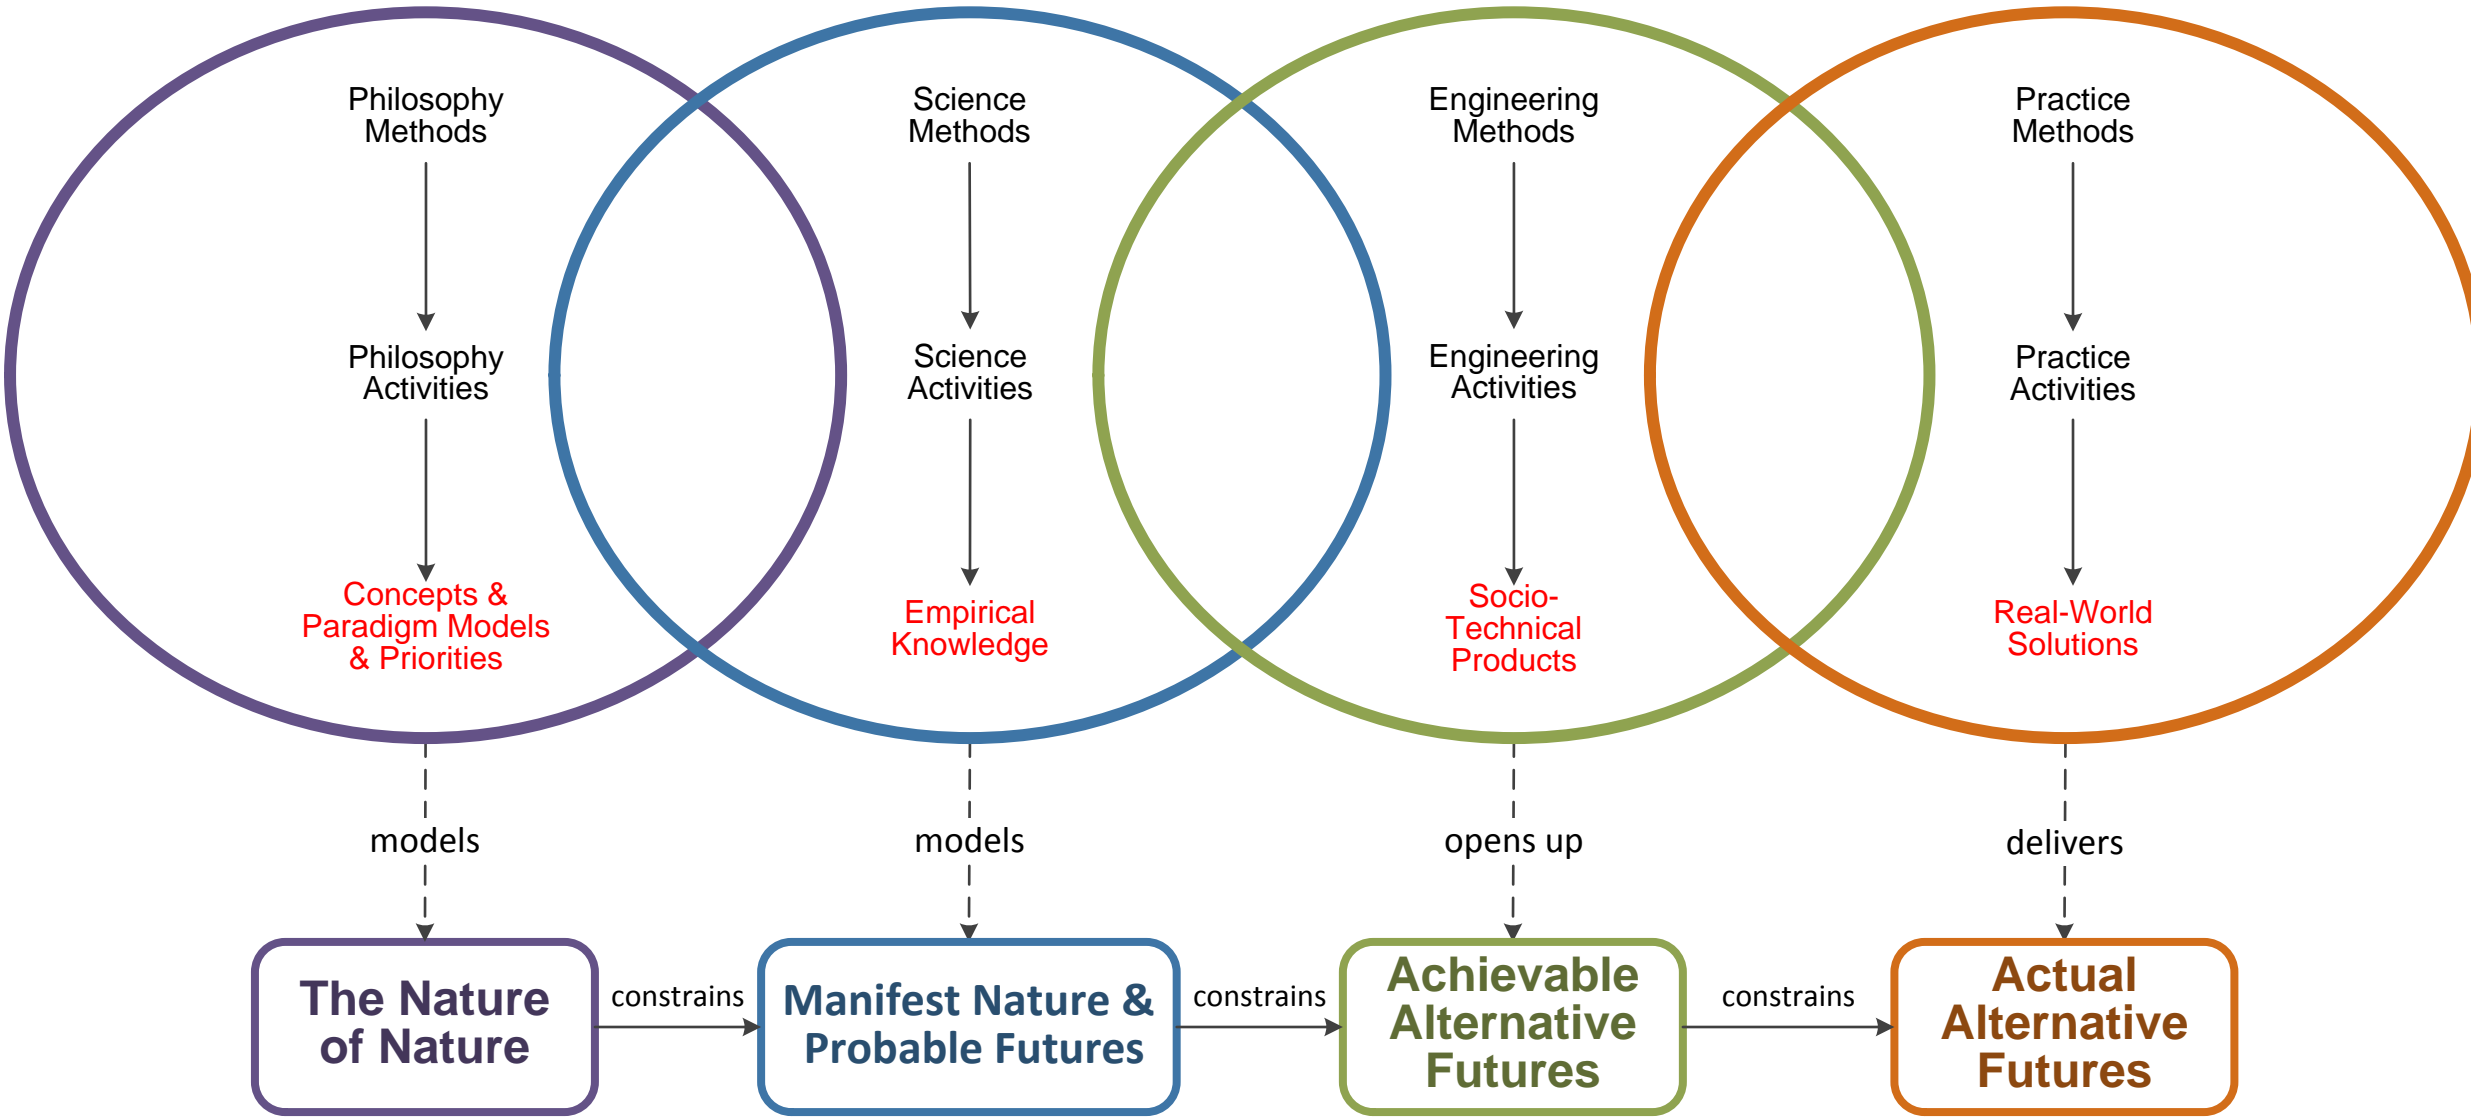 Philosophy
Methods
Science
Methods
Engineering
Methods
Practice
Methods
Philosophy
Activities
Science
Activities
Engineering
Activities
Practice
Activities
Concepts &
Paradigm Models
& Priorities
Empirical
Knowledge
Socio-
Technical
Products
Real-World
Solutions
models
models
opens up
delivers
The Nature
of Nature
constrains
Manifest Nature &
Probable Futures
constrains
Achievable
Alternative
Futures
constrains
Actual
Alternative
Futures